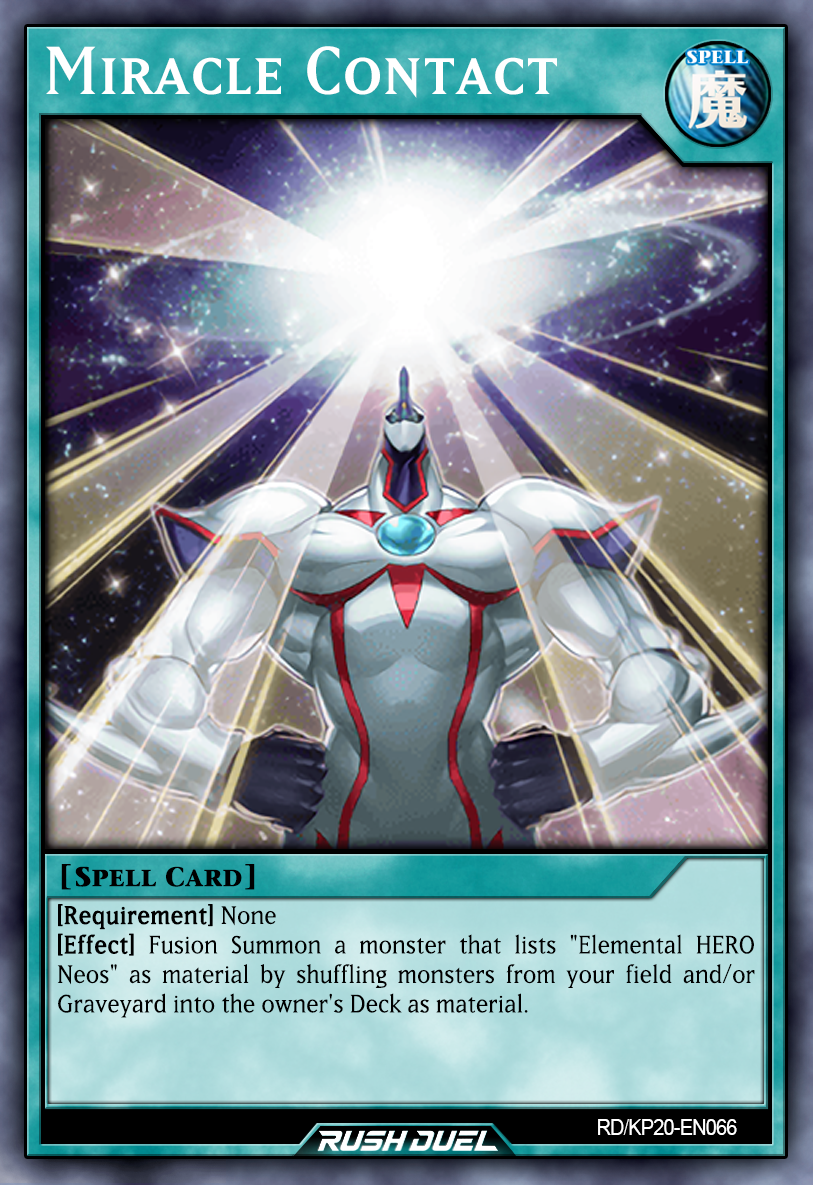 Miracle Contact
SPELL
魔
[Spell Card]
[Requirement] None
[Effect] Fusion Summon a monster that lists "Elemental HERO
Neos" as material by shuffling monsters from your field and/or
Graveyard into the owner's Deck as material.
RD/KP20-EN066
RUSH DUEL